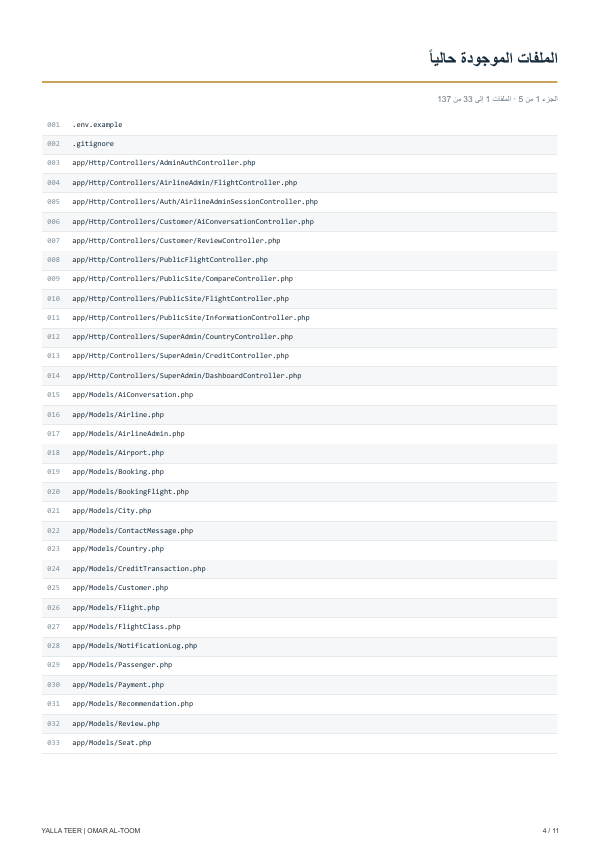 الملفات الموجودة حالياً
الجزء 1 من 5 · الملفات 1 إلى 33 من 137
001 .env.example
002 .gitignore
003 app/Http/Controllers/AdminAuthController.php
004 app/Http/Controllers/AirlineAdmin/FlightController.php
005 app/Http/Controllers/Auth/AirlineAdminSessionController.php
006 app/Http/Controllers/Customer/AiConversationController.php
007 app/Http/Controllers/Customer/ReviewController.php
008 app/Http/Controllers/PublicFlightController.php
009 app/Http/Controllers/PublicSite/CompareController.php
010 app/Http/Controllers/PublicSite/FlightController.php
011 app/Http/Controllers/PublicSite/InformationController.php
012 app/Http/Controllers/SuperAdmin/CountryController.php
013 app/Http/Controllers/SuperAdmin/CreditController.php
014 app/Http/Controllers/SuperAdmin/DashboardController.php
015 app/Models/AiConversation.php
016 app/Models/Airline.php
017 app/Models/AirlineAdmin.php
018 app/Models/Airport.php
019 app/Models/Booking.php
020 app/Models/BookingFlight.php
021 app/Models/City.php
022 app/Models/ContactMessage.php
023 app/Models/Country.php
024 app/Models/CreditTransaction.php
025 app/Models/Customer.php
026 app/Models/Flight.php
027 app/Models/FlightClass.php
028 app/Models/NotificationLog.php
029 app/Models/Passenger.php
030 app/Models/Payment.php
031 app/Models/Recommendation.php
032 app/Models/Review.php
033 app/Models/Seat.php
YALLA TEER | OMAR AL-TOOM 4 / 11